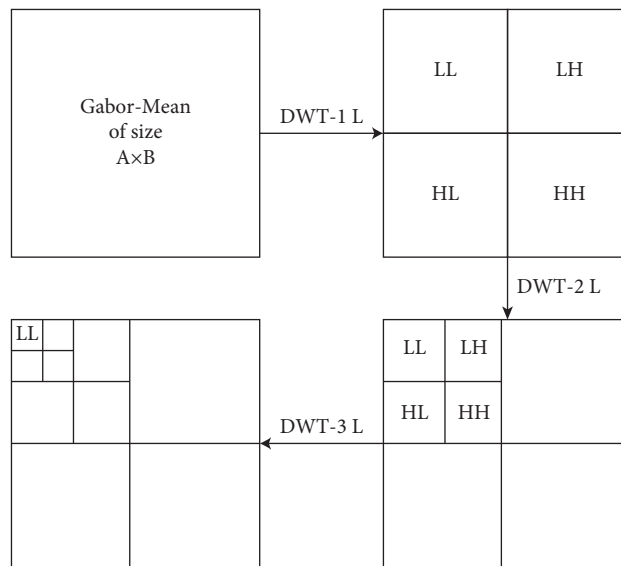 Gabor-Mean
of size
A×B
DWT-1 L
LL
LH
HL
HH
DWT-2 L
LL
LL
LH
HL
HH
DWT-3 L